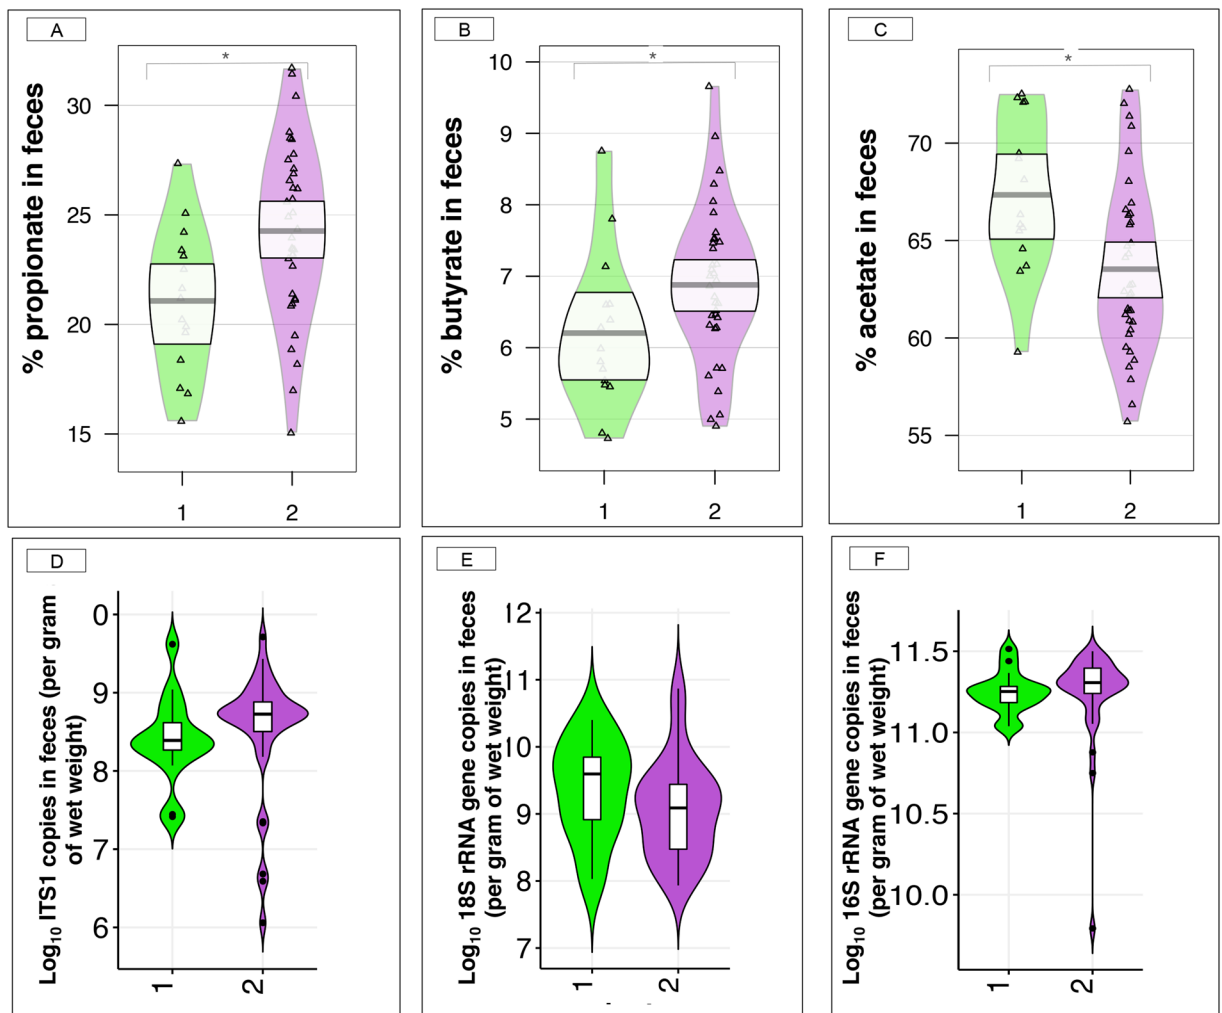 A
% propionate in feces
*
30
25
20
15
1 2
B
% butyrate in feces
*
10
9
8
7
6
5
1 2
C
% acetate in feces
*
70
65
60
55
1 2
D
Log10 ITS1 copies in feces (per gram
of wet weight)
0
9
8
7
6
1 2
E
Log10 18S rRNA gene copies in feces
(per gram of wet weight)
12
11
10
9
8
7
1 2
F
Log10 16S rRNA gene copies in feces
(per gram of wet weight)
11.5
11.0
10.5
10.0
1 2